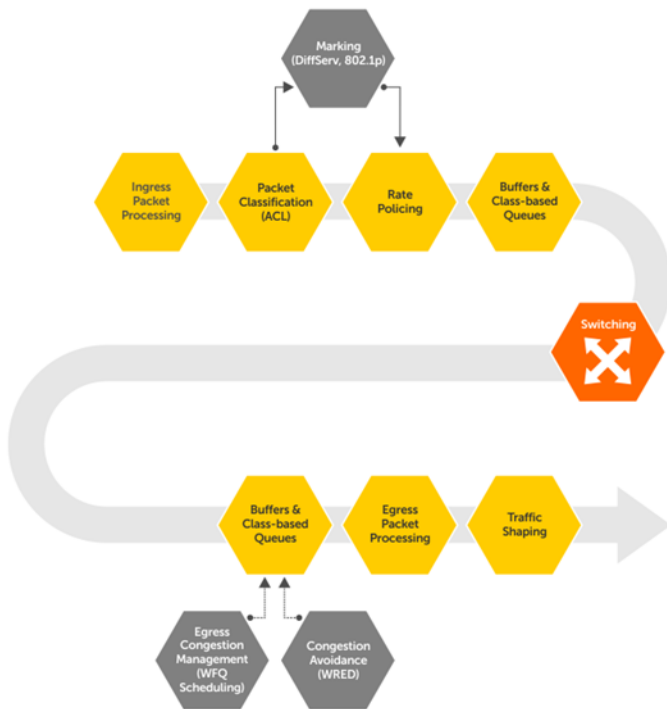 Marking
(DiffServ, 802.1p)
Ingress
Packet
Processing
Packet
Classification
(ACL)
Rate
Policing
Buffers &
Class-based
Queues
Switching
Buffers &
Class-based
Queues
Egress
Packet
Processing
Traffic
Shaping
Egress
Congestion
Management
(WFQ
Scheduling)
Congestion
Avoidance
(WRED)